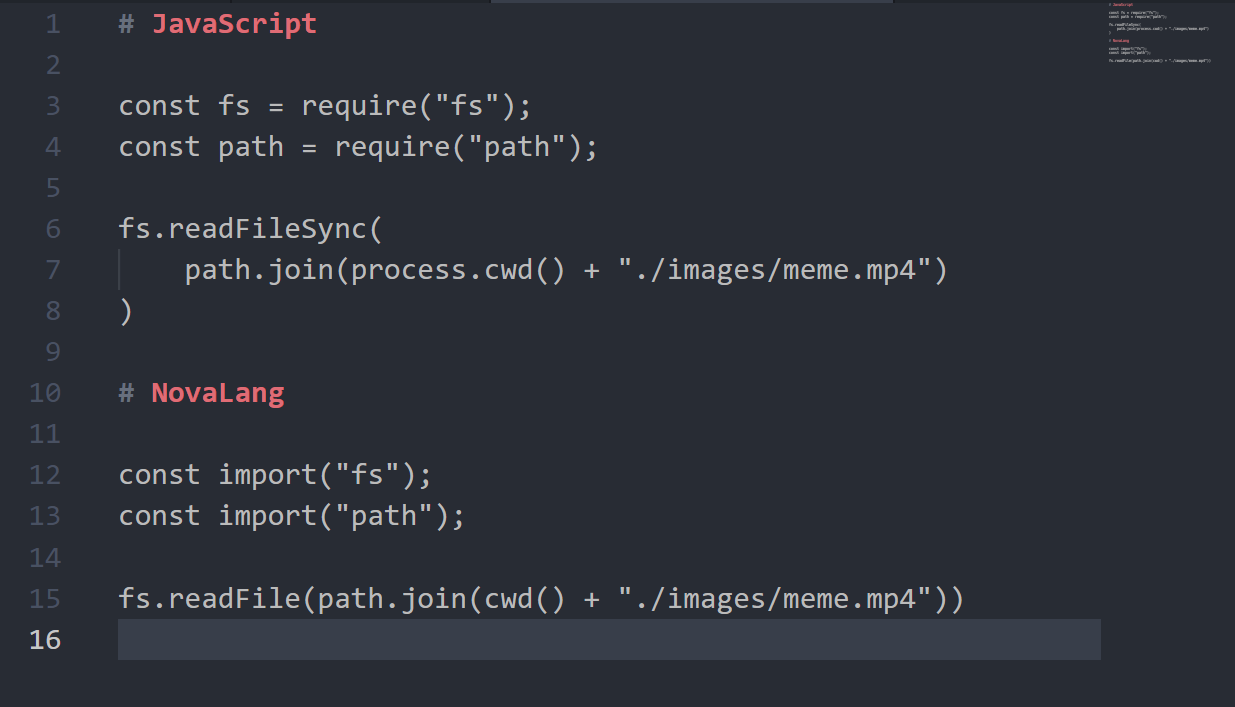 1 # JavaScript
2
3 const fs = require("fs");
4 const path = require("path");
5
6 fs.readFileSync(
7     path.join(process.cwd() + "./images/meme.mp4")
8 )
9
10 # NovaLang
11
12 const import("fs");
13 const import("path");
14
15 fs.readFile(path.join(cwd() + "./images/meme.mp4"))
16